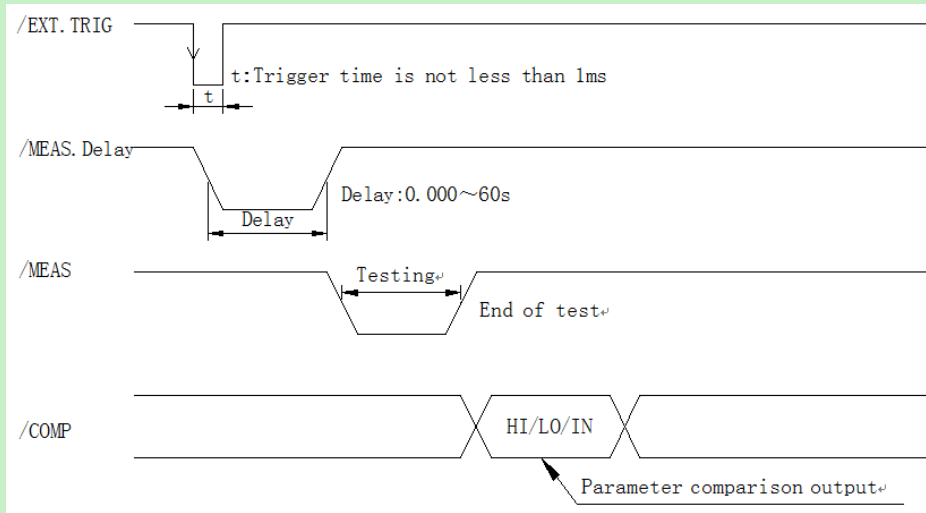 /EXT.TRIG
t:Trigger time is not less than 1ms
t
/MEAS.Delay
Delay:0.000～60s
Delay
/MEAS
Testing↵
End of test↵
/COMP
HI/LO/IN
Parameter comparison output↵